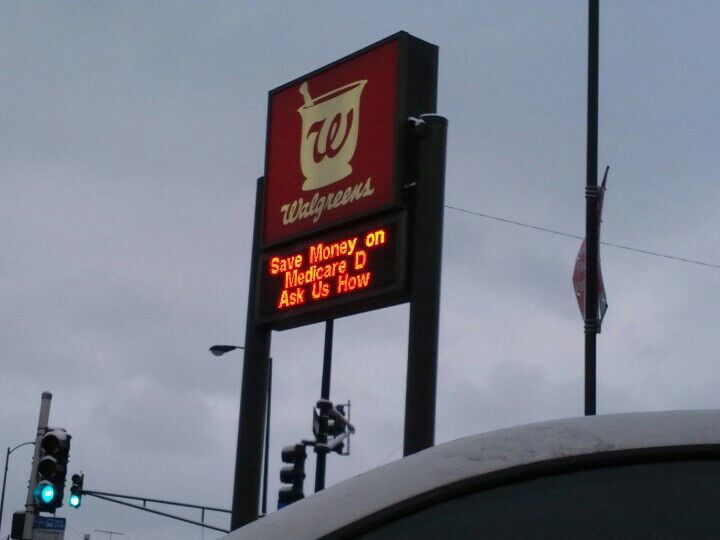 W
Walgreens
Save Money on
Medicare D
Ask Us How